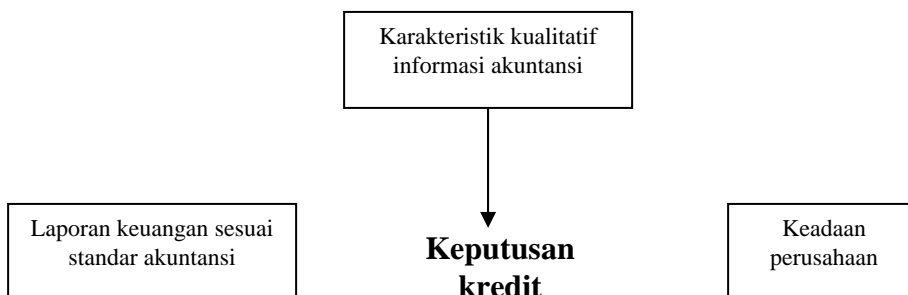 Karakteristik kualitatif
informasi akuntansi
Laporan keuangan sesuai
standar akuntansi
Keputusan
kredit
Keadaan
perusahaan